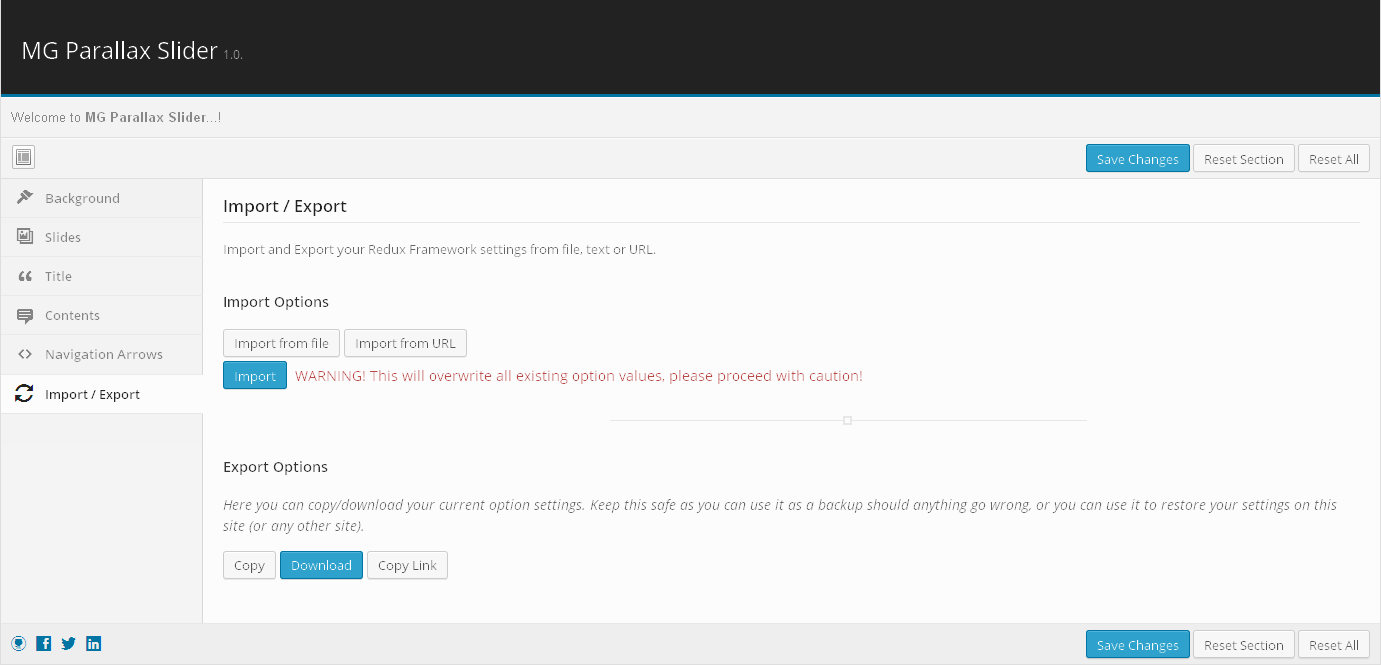 MG Parallax Slider 1.0.
Welcome to MG Parallax Slider...!
Save Changes Reset Section Reset All
Background
Slides
Title
Contents
Navigation Arrows
Import / Export
Import / Export
Import and Export your Redux Framework settings from file, text or URL.
Import Options
Import from file Import from URL
Import WARNING! This will overwrite all existing option values, please proceed with caution!
Export Options
Here you can copy/download your current option settings. Keep this safe as you can use it as a backup should anything go wrong, or you can use it to restore your settings on this
site (or any other site).
Copy Download Copy Link
Save Changes Reset Section Reset All